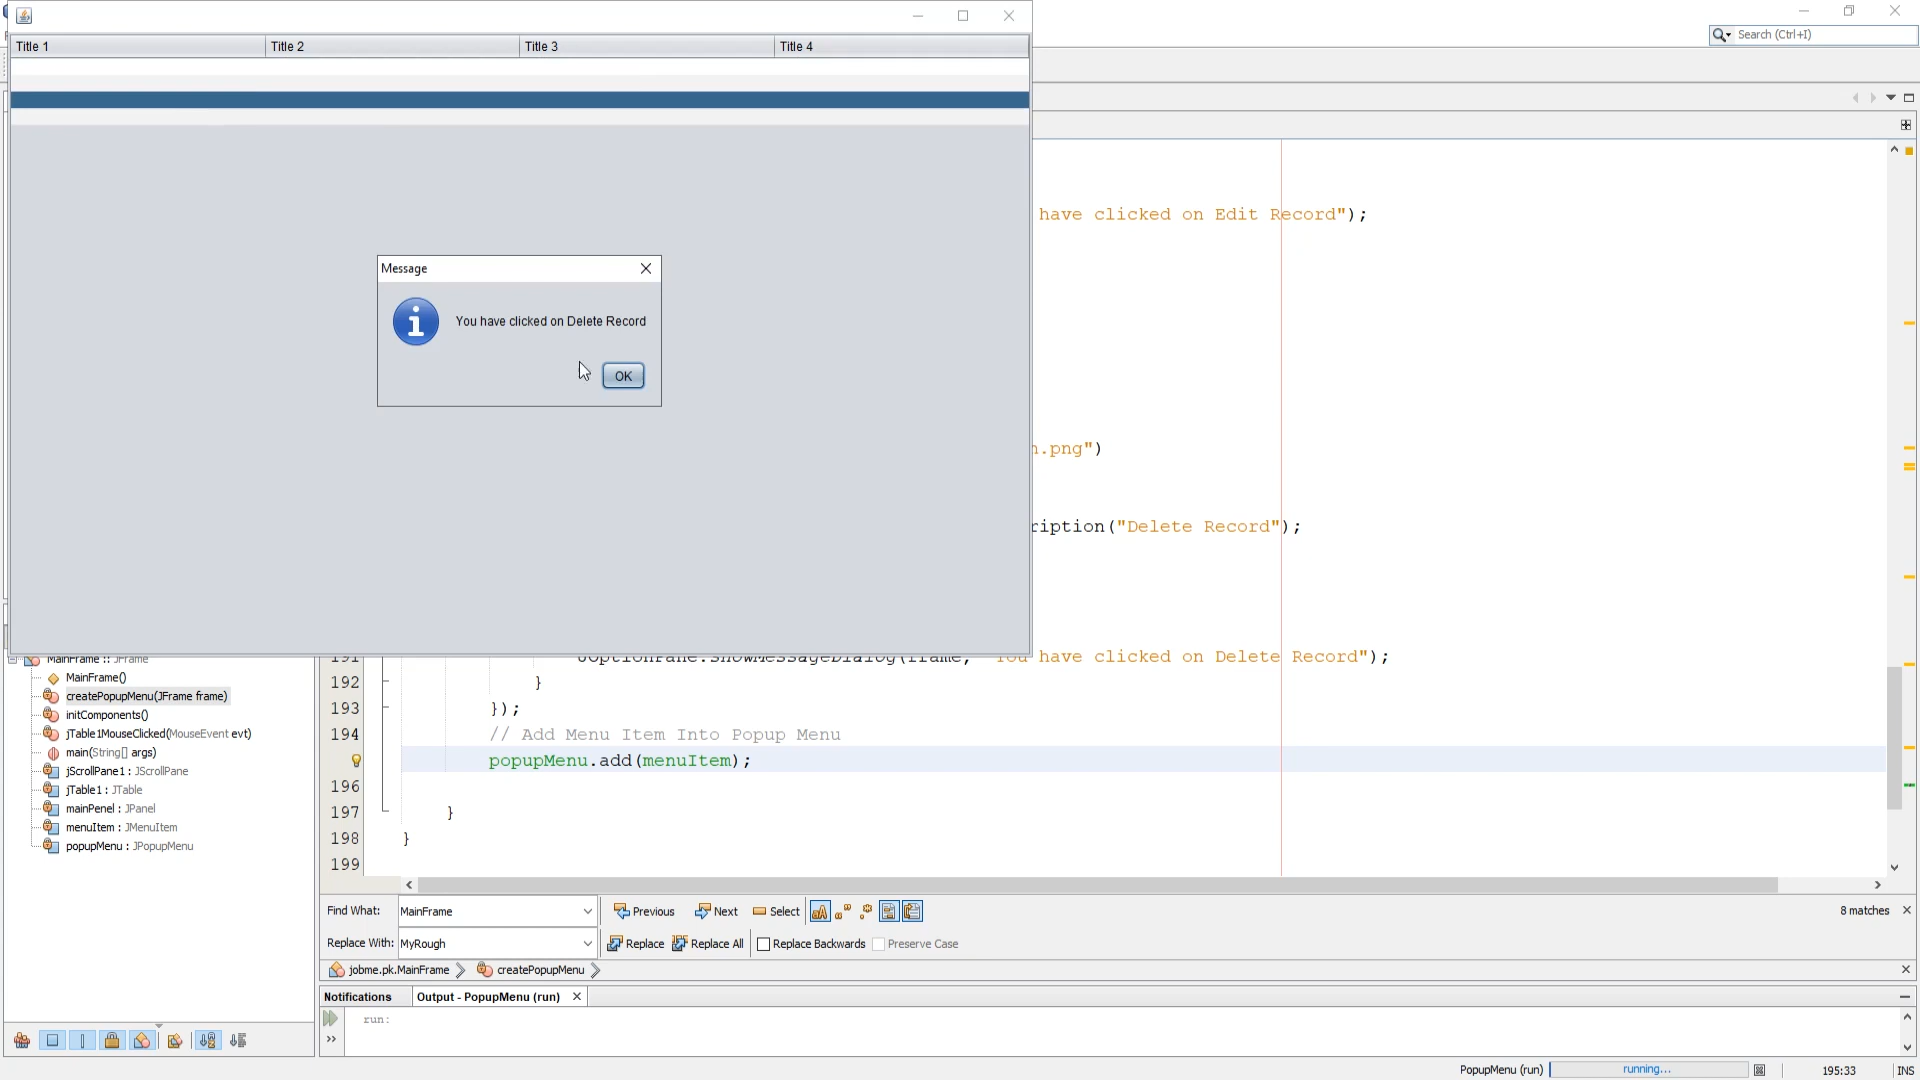 Search (Ctrl+I)
Title 1
Title 2
Title 3
Title 4
have clicked on Edit Record");
Message
You have clicked on Delete Record
OK
.png")
ription("Delete Record");
MainFrame :: JFrame
MainFrame()
createPopupMenu(JFrame frame)
initComponents()
jTable1MouseClicked(MouseEvent evt)
main(String[] args)
jScrollPane1 : JScrollPane
jTable1 : JTable
mainPenel : JPanel
menuItem : JMenuItem
popupMenu : JPopupMenu
191 JOptionPane.showMessageDialog(frame, "You have clicked on Delete Record");
192 }
193 });
194 // Add Menu Item Into Popup Menu
popupMenu.add(menuItem);
196
197 }
198 }
199
Find What: MainFrame Previous Next Select 8 matches
Replace With: MyRough Replace Replace All Replace Backwards Preserve Case
jobme.pk.MainFrame createPopupMenu
Notifications Output - PopupMenu (run)
run:
PopupMenu (run) running... 195:33 INS